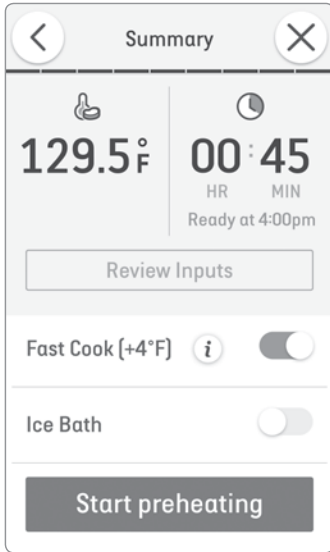 Summary
129.5°F
00:45
HR MIN
Ready at 4:00pm
Review Inputs
Fast Cook (+4°F) i
Ice Bath
Start preheating